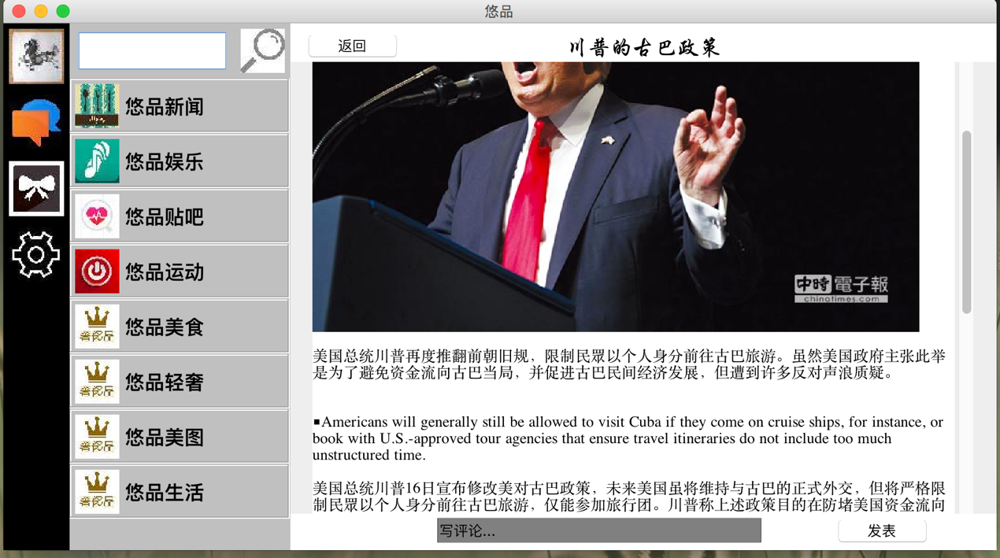 悠品
返回
川普的古巴政策
悠品新闻
悠品娱乐
悠品贴吧
悠品运动
悠品美食
悠品轻奢
悠品美图
悠品生活
中時電子報
chinatimes.com
美国总统川普再度推翻前朝旧规，限制民眾以个人身分前往古巴旅游。虽然美国政府主张此举
是为了避免资金流向古巴当局，并促进古巴民间经济发展，但遭到许多反对声浪质疑。
■Americans will generally still be allowed to visit Cuba if they come on cruise ships, for instance, or
book with U.S.-approved tour agencies that ensure travel itineraries do not include too much
unstructured time.
美国总统川普16日宣布修改美对古巴政策，未来美国虽将维持与古巴的正式外交，但将严格限
制民眾以个人身分前往古巴旅游，仅能参加旅行团。川普称上述政策目的在防堵美国资金流向
写评论...
发表